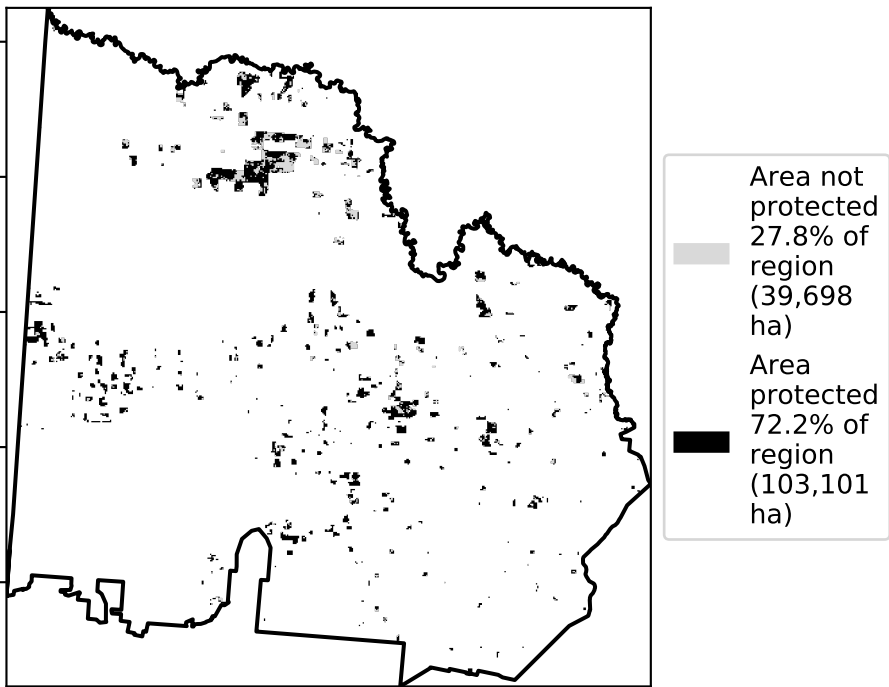 Area not
protected
27.8% of
region
(39,698
ha)
Area
protected
72.2% of
region
(103,101
ha)